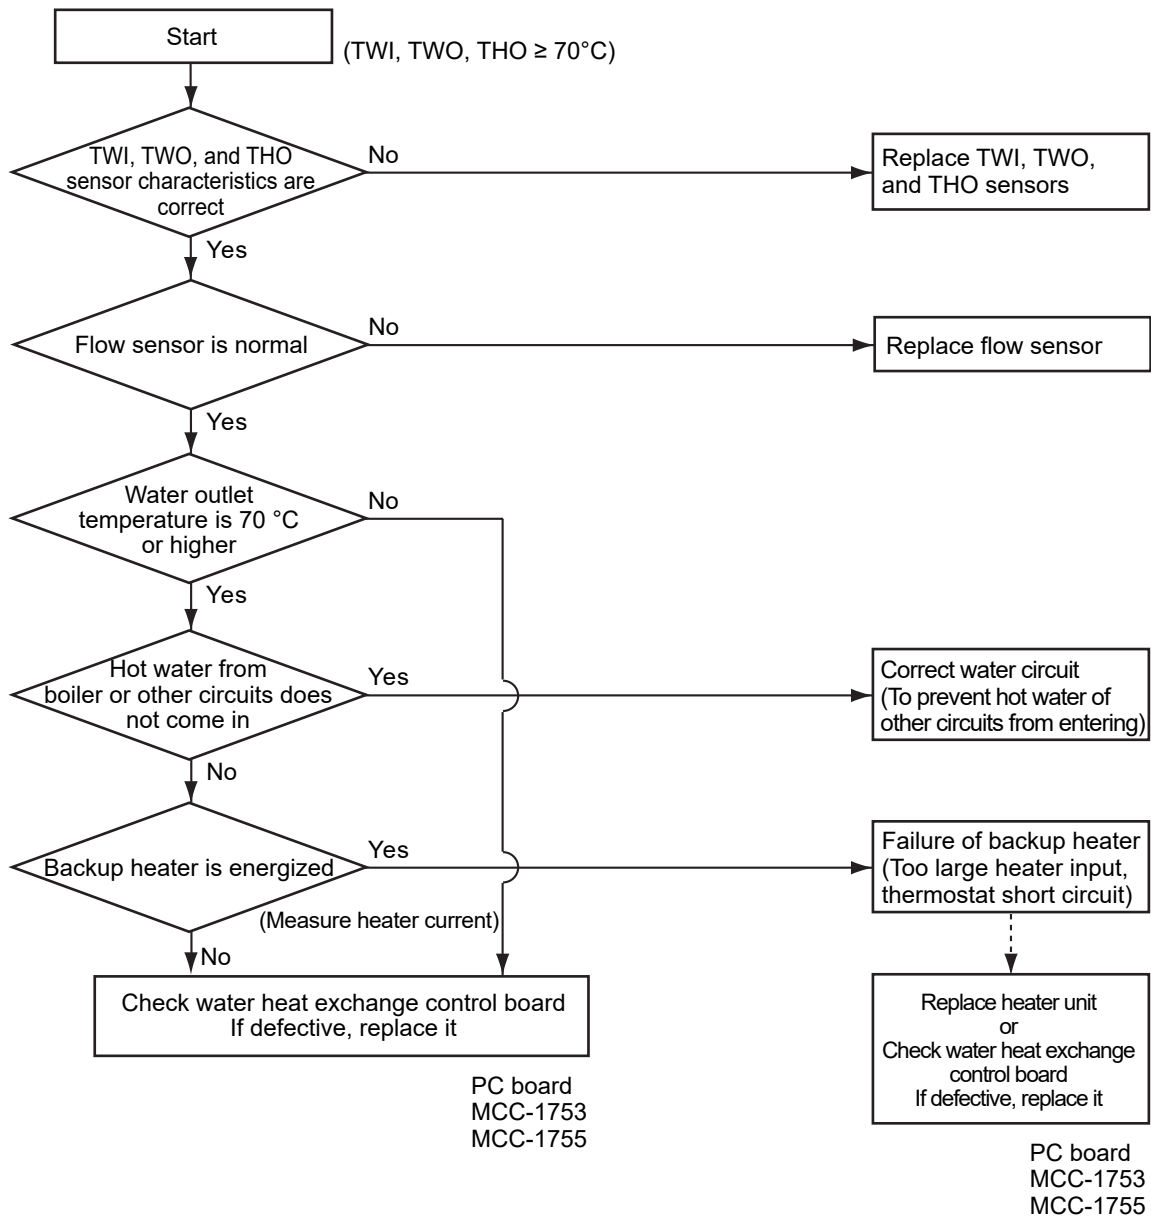 Start
(TWI, TWO, THO ≥ 70°C)
TWI, TWO, and THO
sensor characteristics are
correct
No
Replace TWI, TWO,
and THO sensors
Yes
Flow sensor is normal
No
Replace flow sensor
Yes
Water outlet
temperature is 70 °C
or higher
No
Yes
Hot water from
boiler or other circuits does
not come in
Yes
Correct water circuit
(To prevent hot water of
other circuits from entering)
No
Backup heater is energized
Yes
(Measure heater current)
Failure of backup heater
(Too large heater input,
thermostat short circuit)
No
Check water heat exchange control board
If defective, replace it
PC board
MCC-1753
MCC-1755
Replace heater unit
or
Check water heat exchange
control board
If defective, replace it
PC board
MCC-1753
MCC-1755